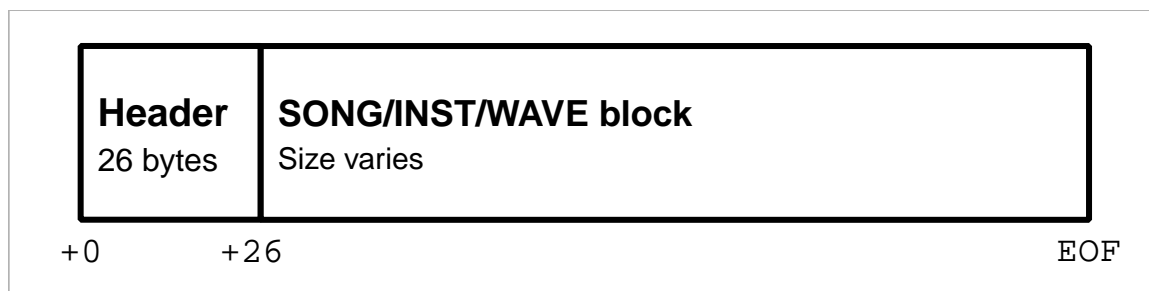 Header
26 bytes
SONG/INST/WAVE block
Size varies
+0
+26
EOF